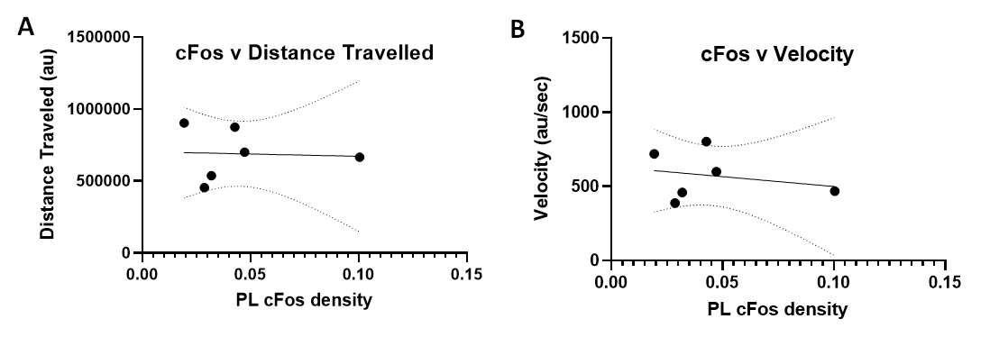 A
cFos v Distance Travelled
Distance Traveled (au)
1500000
1000000
500000
0
0.00
0.05
0.10
0.15
PL cFos density
B
cFos v Velocity
Velocity (au/sec)
1500
1000
500
0
0.00
0.05
0.10
0.15
PL cFos density